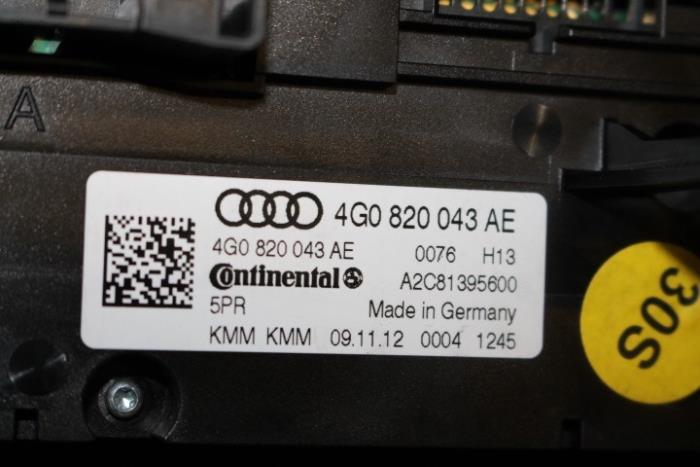 A
4G0 820 043 AE
4G0 820 043 AE 0076 H13
Continental A2C81395600
5PR Made in Germany
KMM KMM 09.11.12 0004 1245
30S